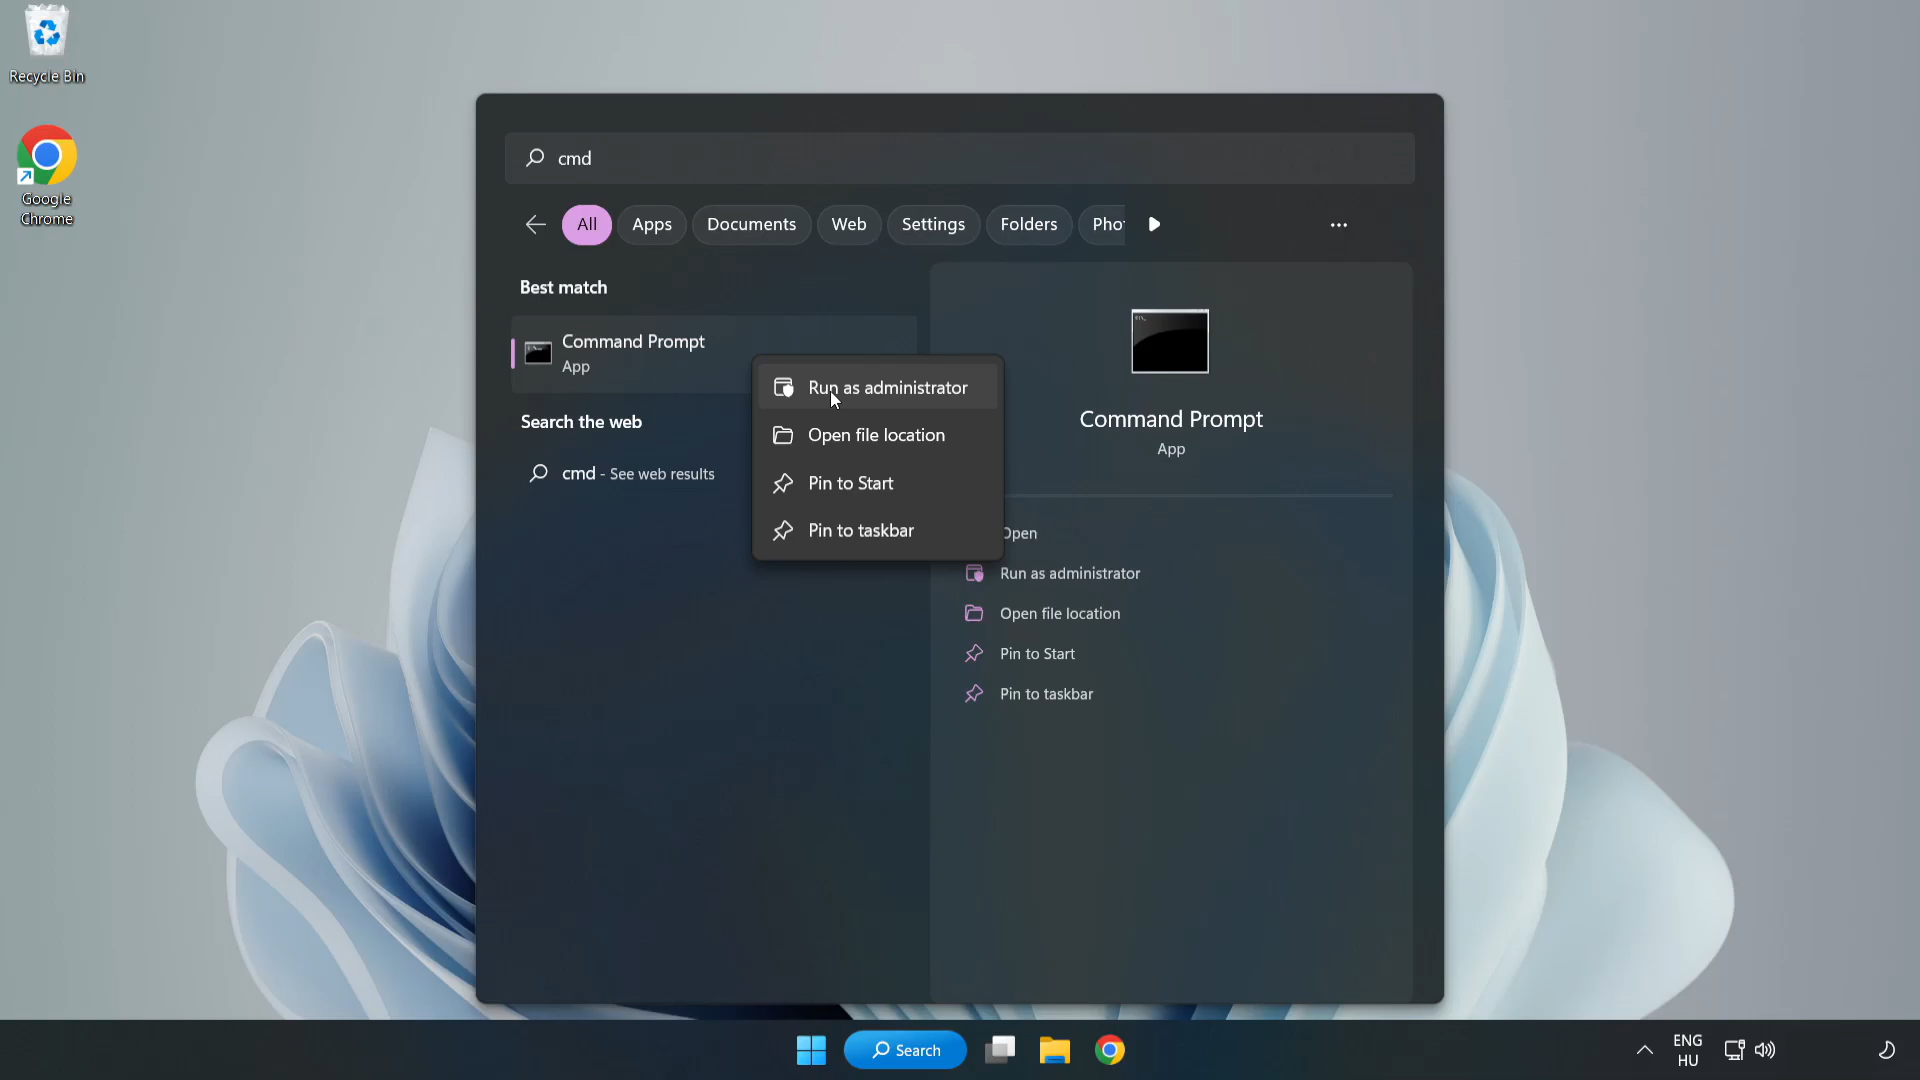 Recycle Bin
Google
Chrome
cmd
All
Apps
Documents
Web
Settings
Folders
Pho
Best match
Command Prompt
App
Search the web
cmd - See web results
Run as administrator
Open file location
Pin to Start
Pin to taskbar
Command Prompt
App
Open
Run as administrator
Open file location
Pin to Start
Pin to taskbar
Search
ENG
HU